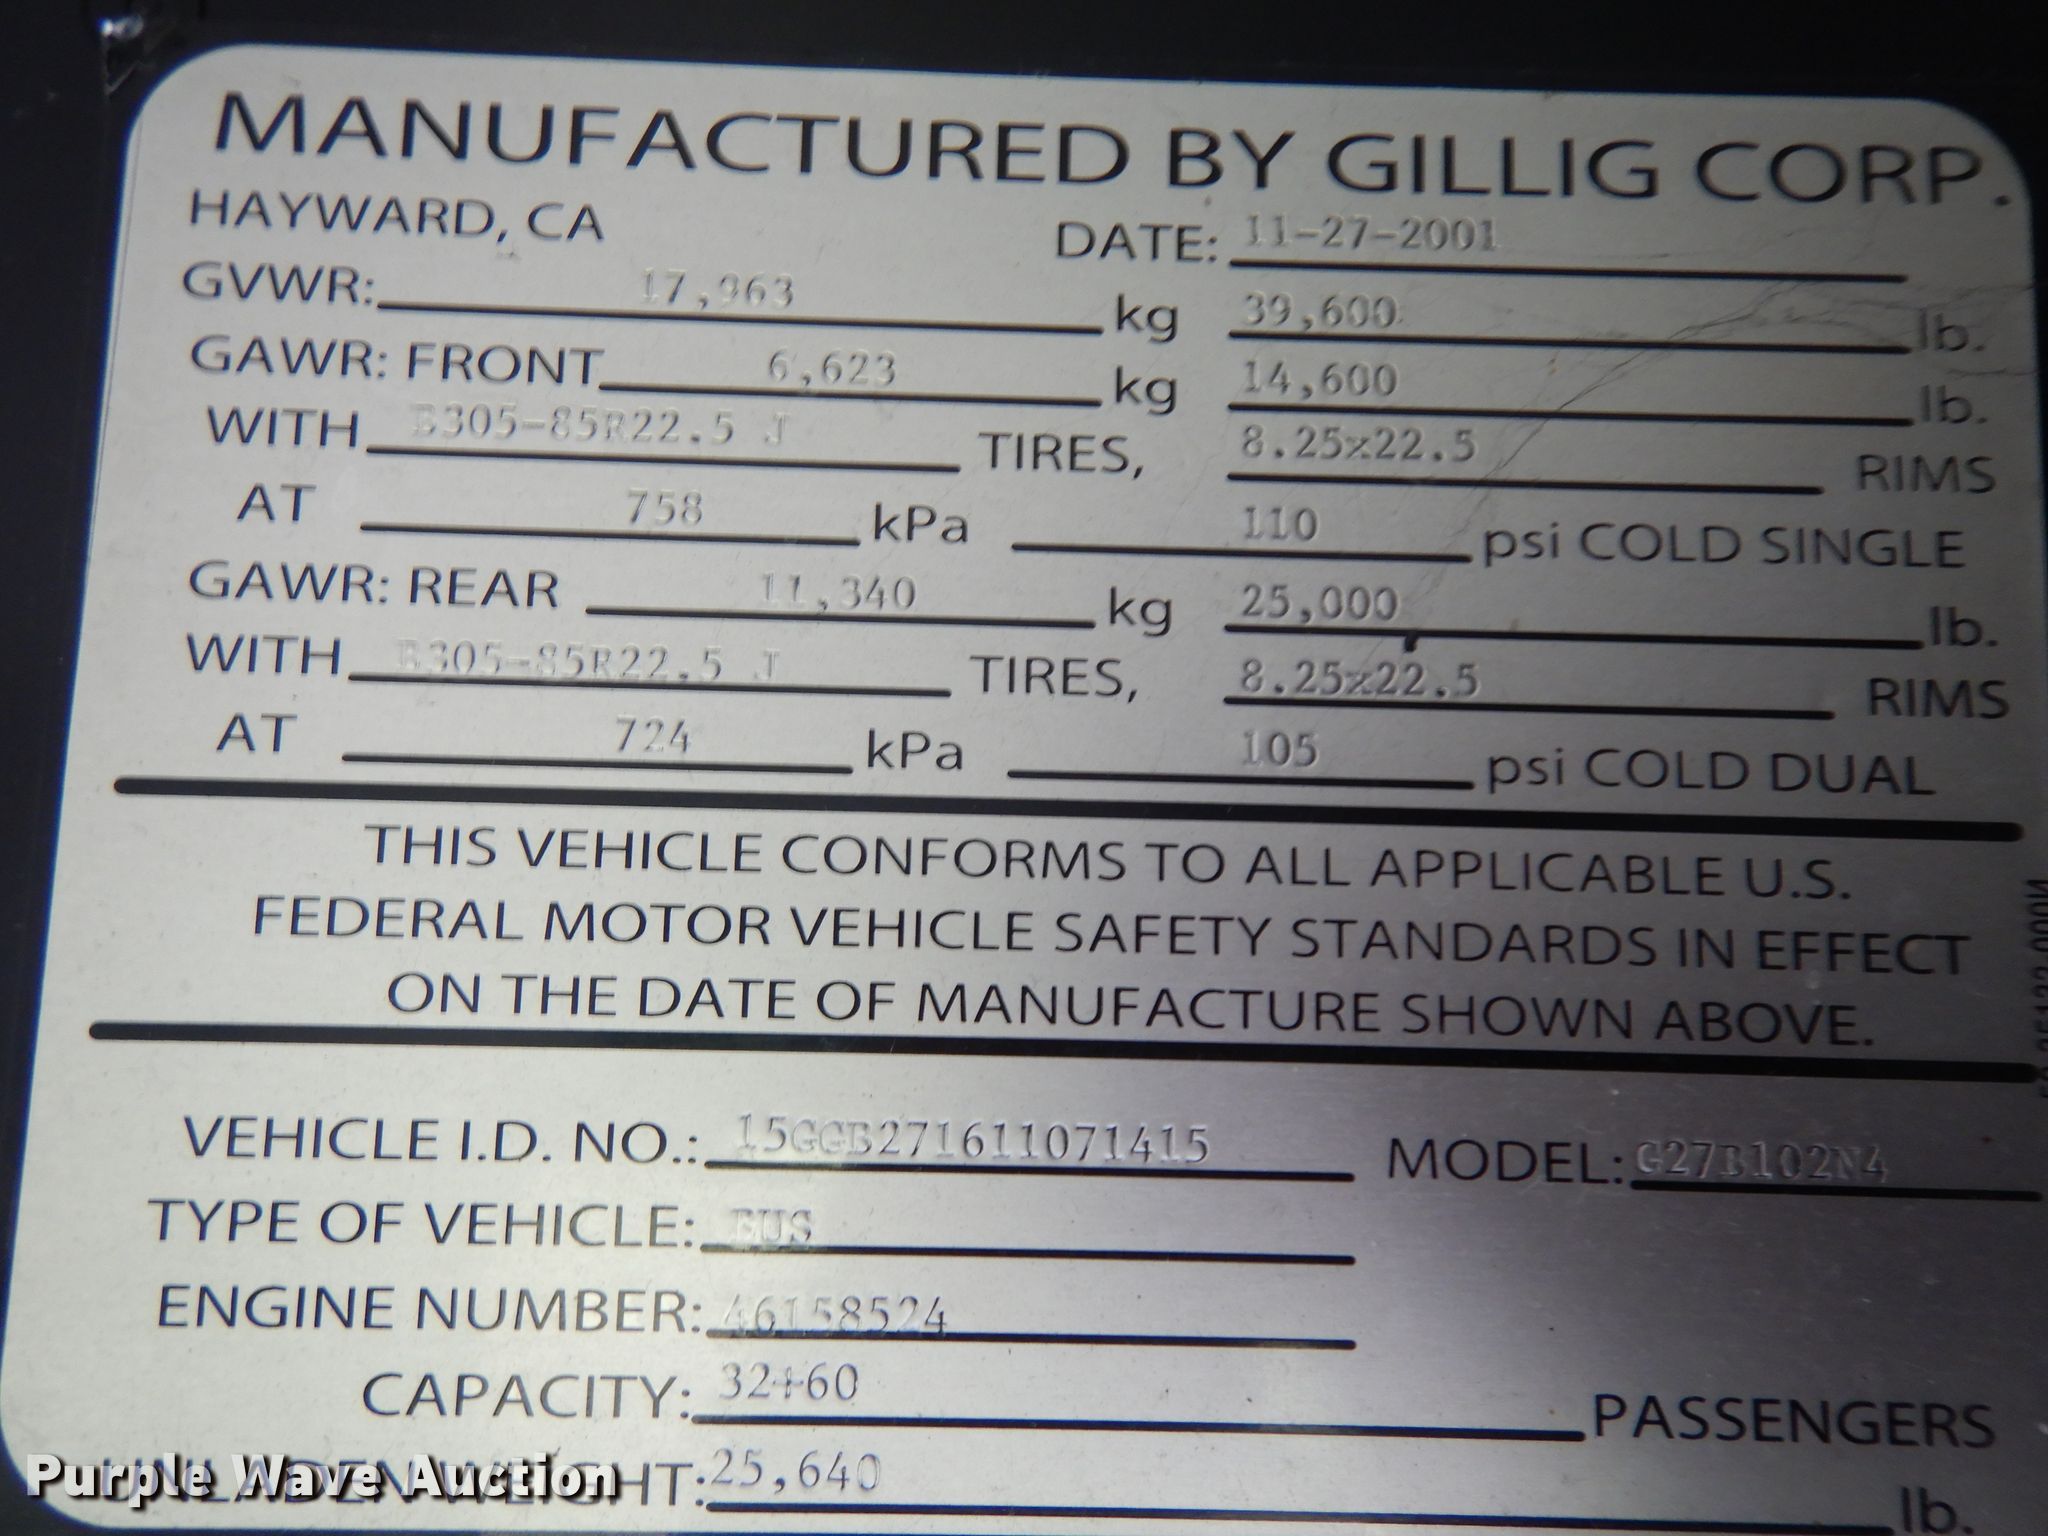 MANUFACTURED BY GILLIG CORP.
HAYWARD, CA DATE: 11-27-2001
GVWR: 17,963 kg 39,600 lb.
GAWR: FRONT 6,623 kg 14,600 lb.
WITH B305-85R22.5 J TIRES, 8.25x22.5 RIMS
AT 758 kPa 110 psi COLD SINGLE
GAWR: REAR 11,340 kg 25,000 lb.
WITH B305-85R22.5 J TIRES, 8.25x22.5 RIMS
AT 724 kPa 105 psi COLD DUAL
THIS VEHICLE CONFORMS TO ALL APPLICABLE U.S.
FEDERAL MOTOR VEHICLE SAFETY STANDARDS IN EFFECT
ON THE DATE OF MANUFACTURE SHOWN ABOVE.
VEHICLE I.D. NO.: 15GGB271611071415 MODEL: G27B102N4
TYPE OF VEHICLE: BUS
ENGINE NUMBER: 46158524
CAPACITY: 32+60 PASSENGERS
UNLADEN WEIGHT: 25,640 lb.
Purple Wave Auction